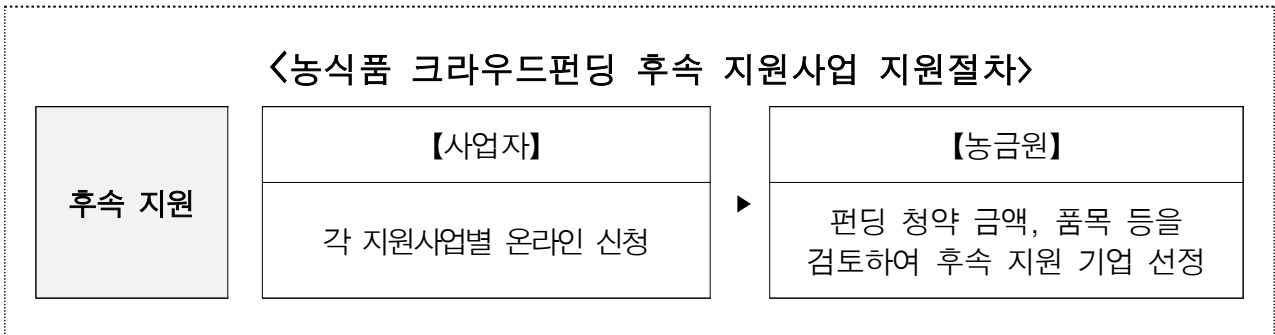 <농식품 크라우드펀딩 후속 지원사업 지원절차>
후속 지원
【사업자】
각 지원사업별 온라인 신청
▶
【농금원】
펀딩 청약 금액, 품목 등을
검토하여 후속 지원 기업 선정